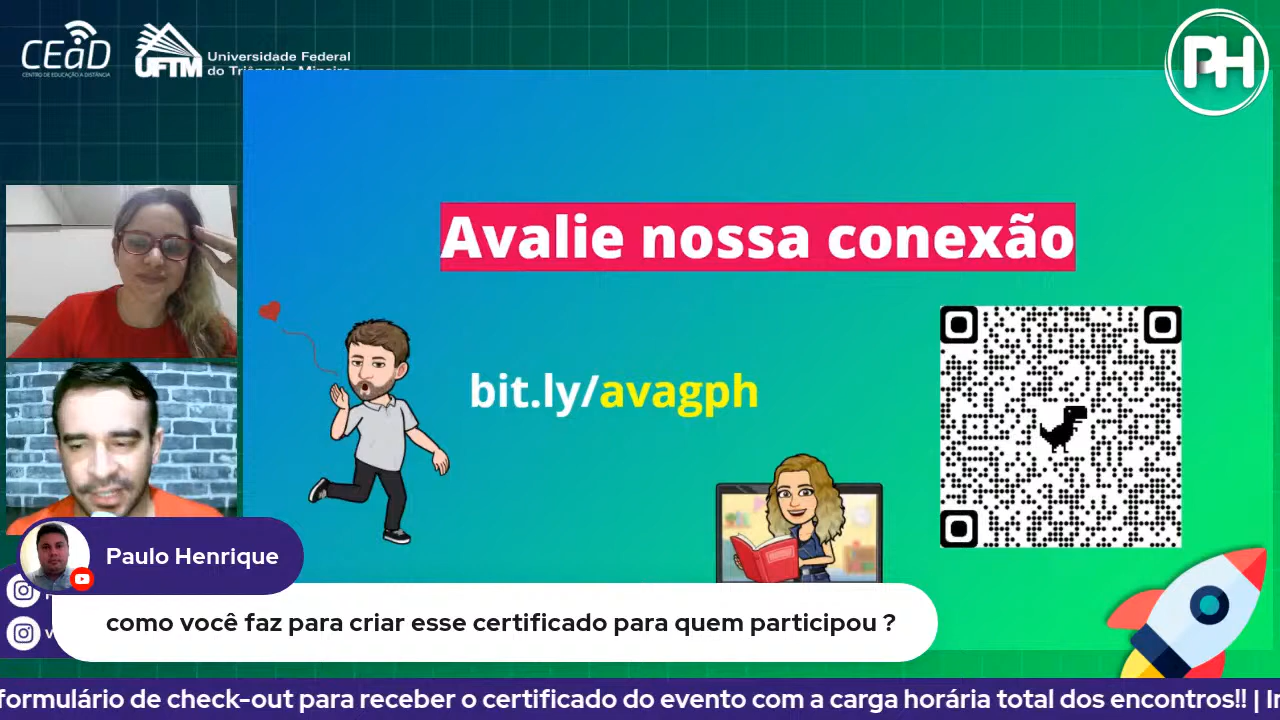 CEaD
CENTRO DE EDUCAÇÃO A DISTÂNCIA
UFTM
Universidade Federal
do Triângulo Mineiro
PH
Avalie nossa conexão
bit.ly/avagph
Paulo Henrique
como você faz para criar esse certificado para quem participou ?
formulário de check-out para receber o certificado do evento com a carga horária total dos encontros!! | I